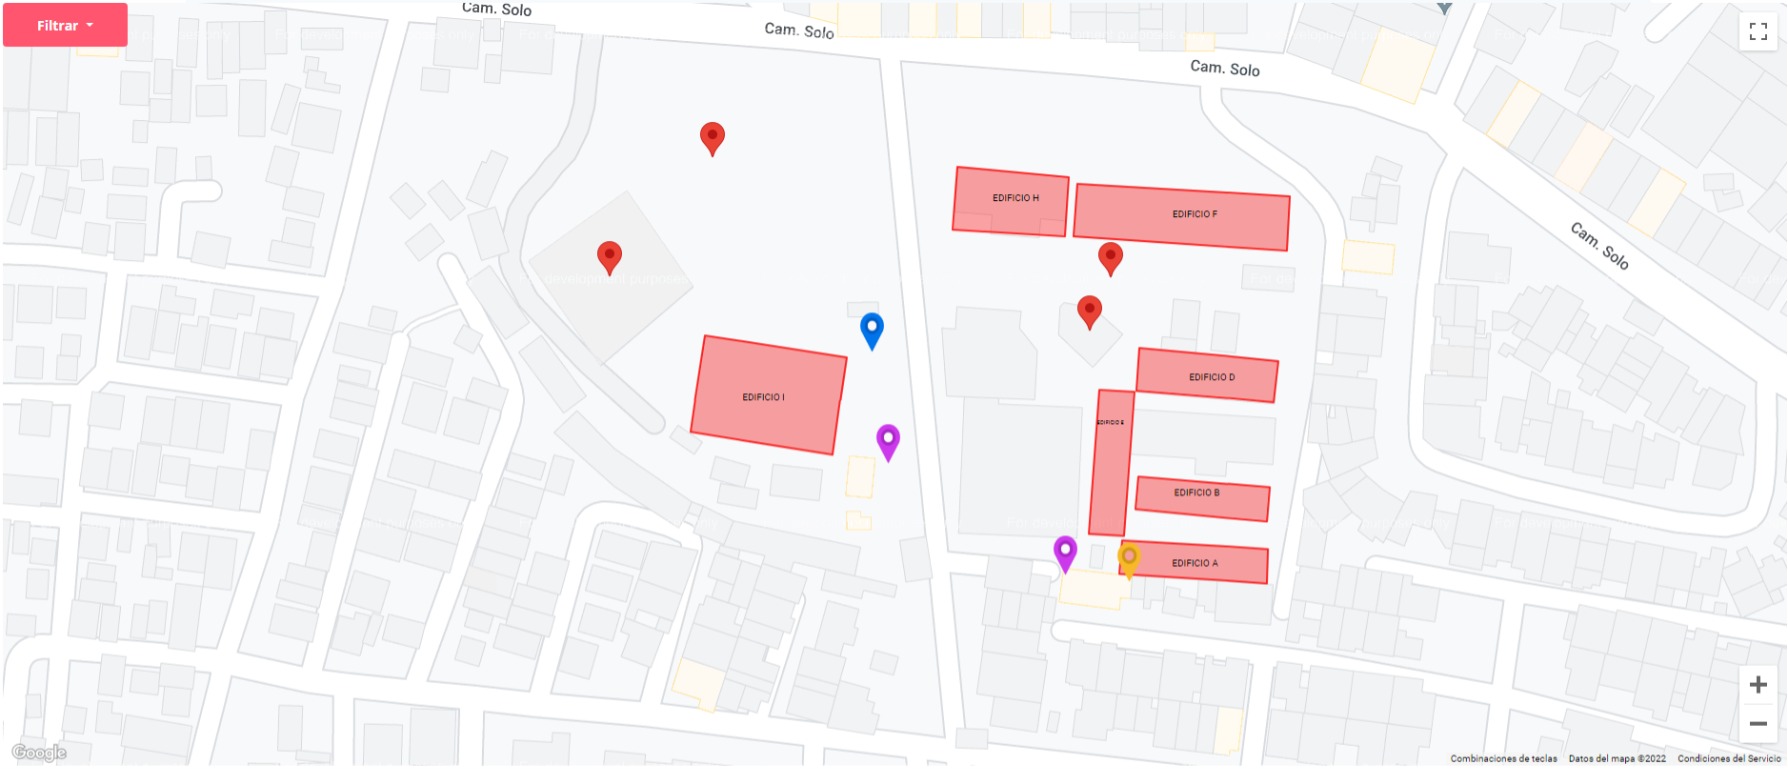 Filtrar
Cam. Solo
Cam. Solo
Cam. Solo
Cam. Solo
EDIFICIO H
EDIFICIO F
EDIFICIO I
EDIFICIO D
EDIFICIO E
EDIFICIO B
EDIFICIO A
For development purposes
Google
Combinaciones de teclas
Datos del mapa ©2022
Condiciones del Servicio